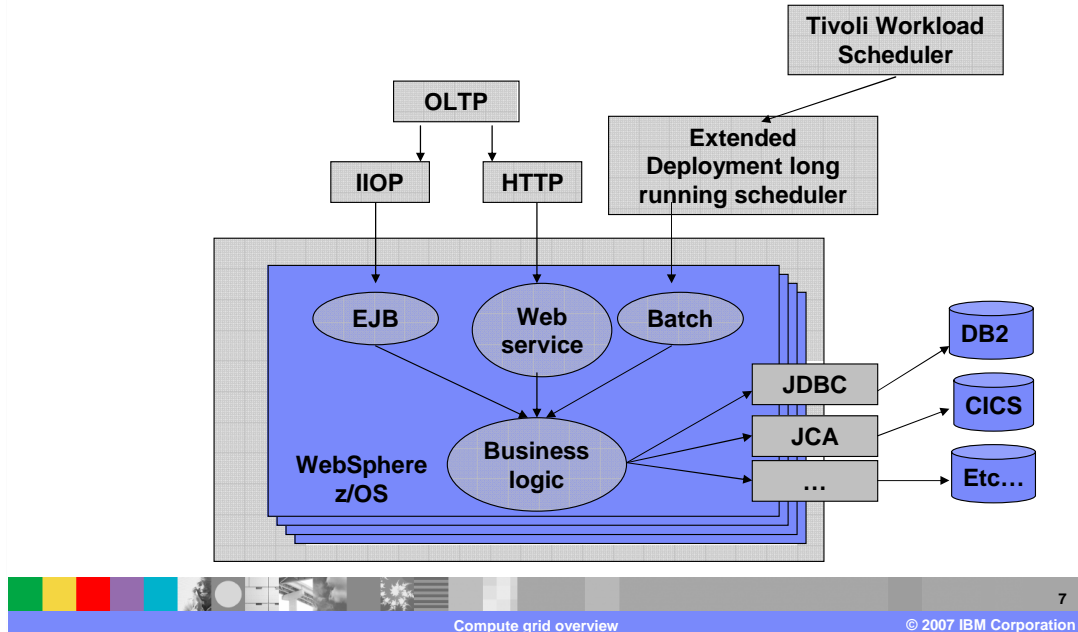 Tivoli Workload
Scheduler
OLTP
Extended
Deployment long
running scheduler
IIOP
HTTP
EJB
Web
service
Batch
DB2
JDBC
CICS
JCA
Business
logic
WebSphere
z/OS
...
Etc...
7
Compute grid overview
© 2007 IBM Corporation